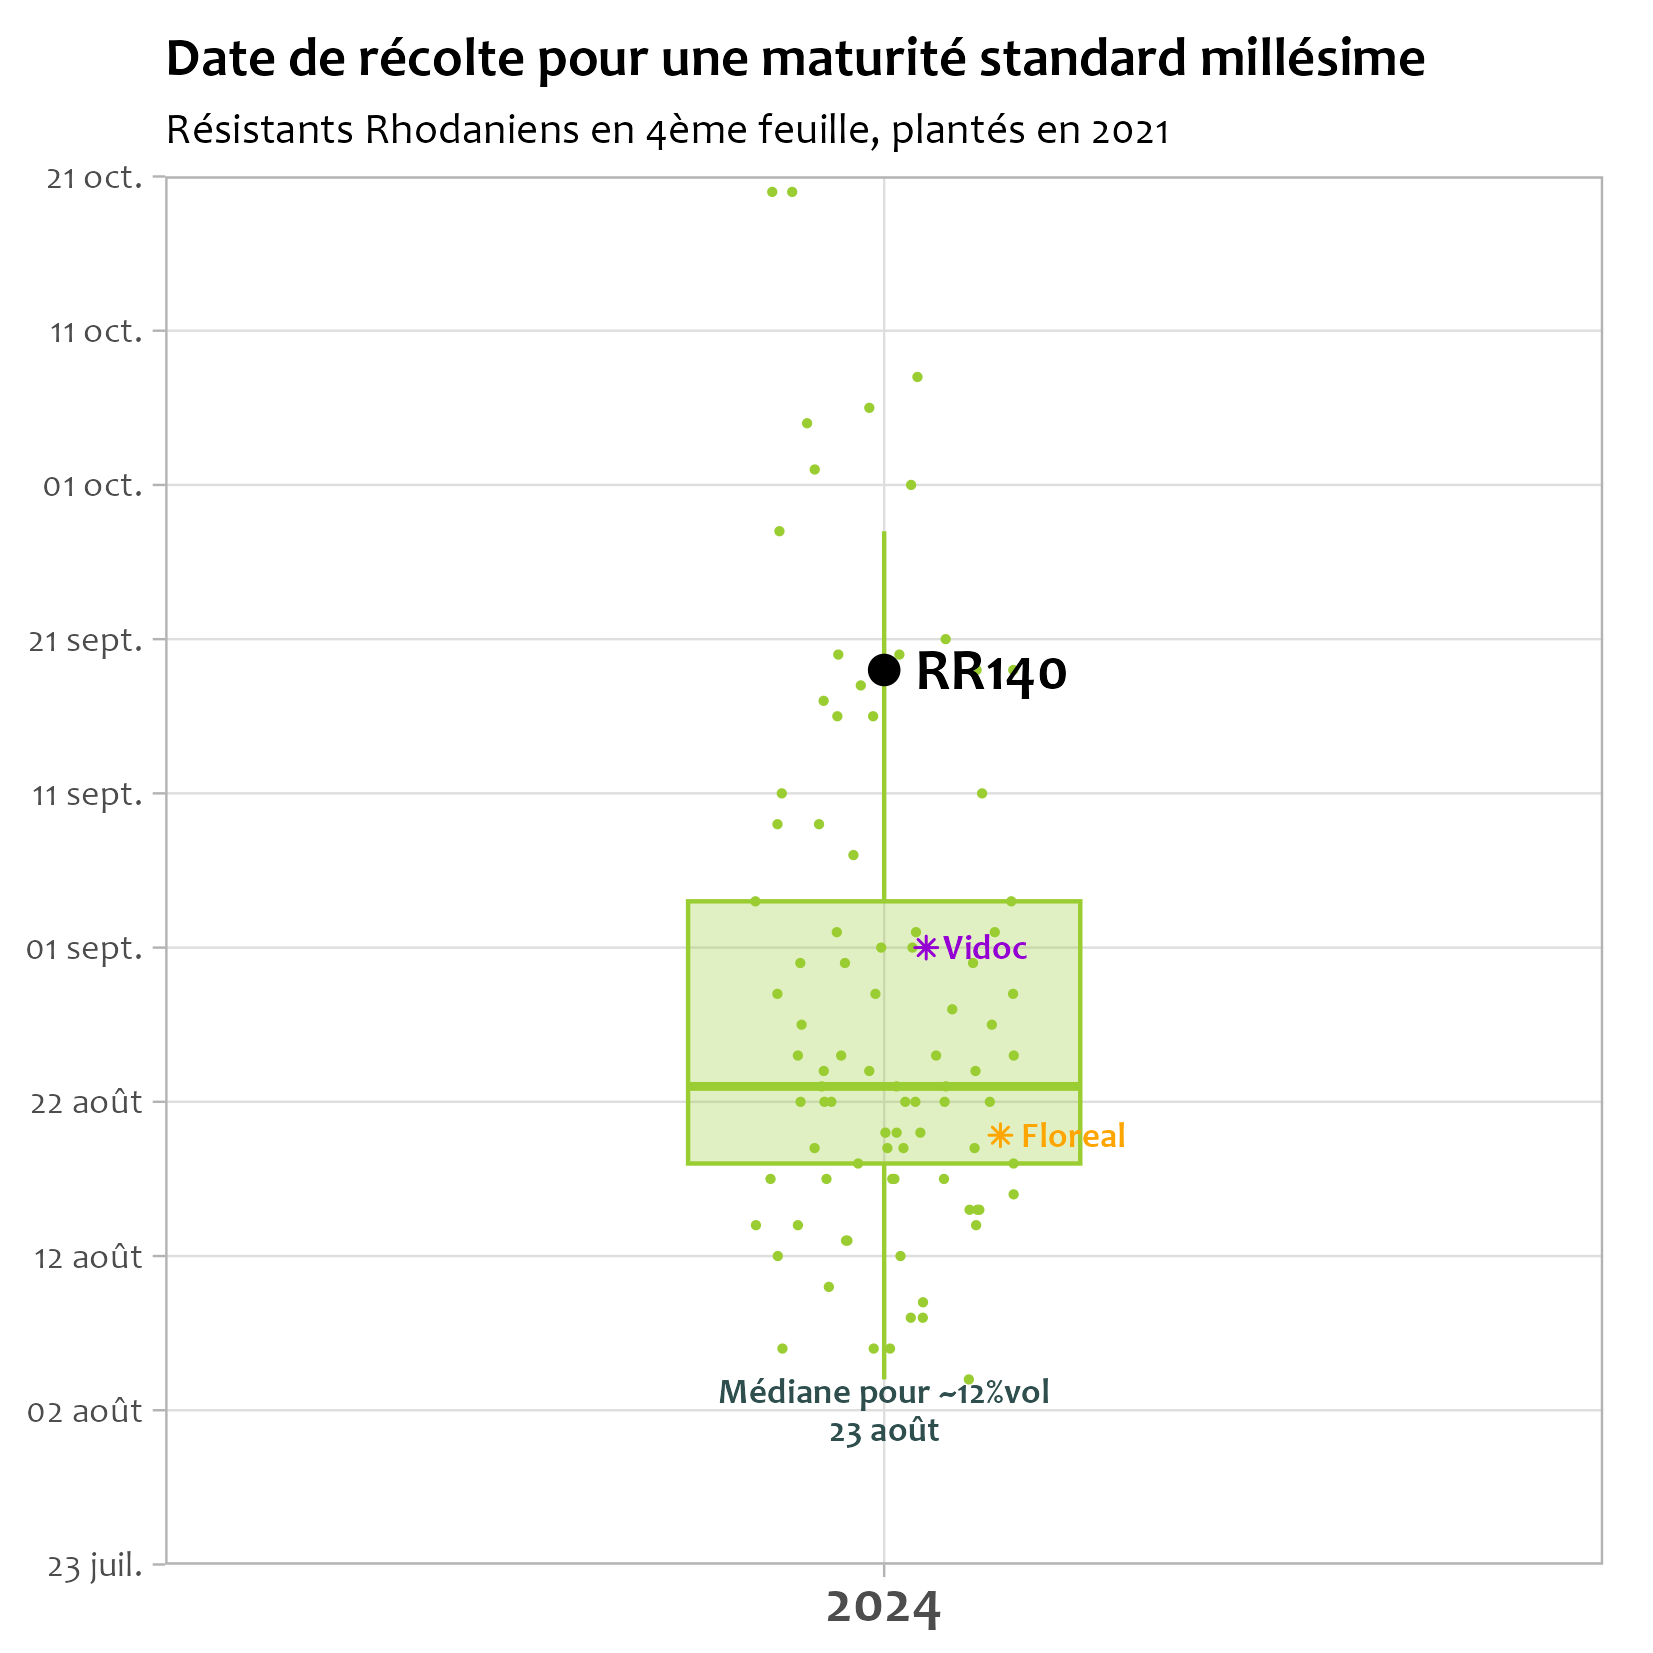 Date de récolte pour une maturité standard millésime
Résistants Rhodaniens en 4ème feuille, plantés en 2021
21 oct.
11 oct.
01 oct.
21 sept.
RR140
11 sept.
01 sept.
Vidoc
22 août
Floreal
12 août
Médiane pour ~12%vol
02 août
23 août
23 juil.
2024